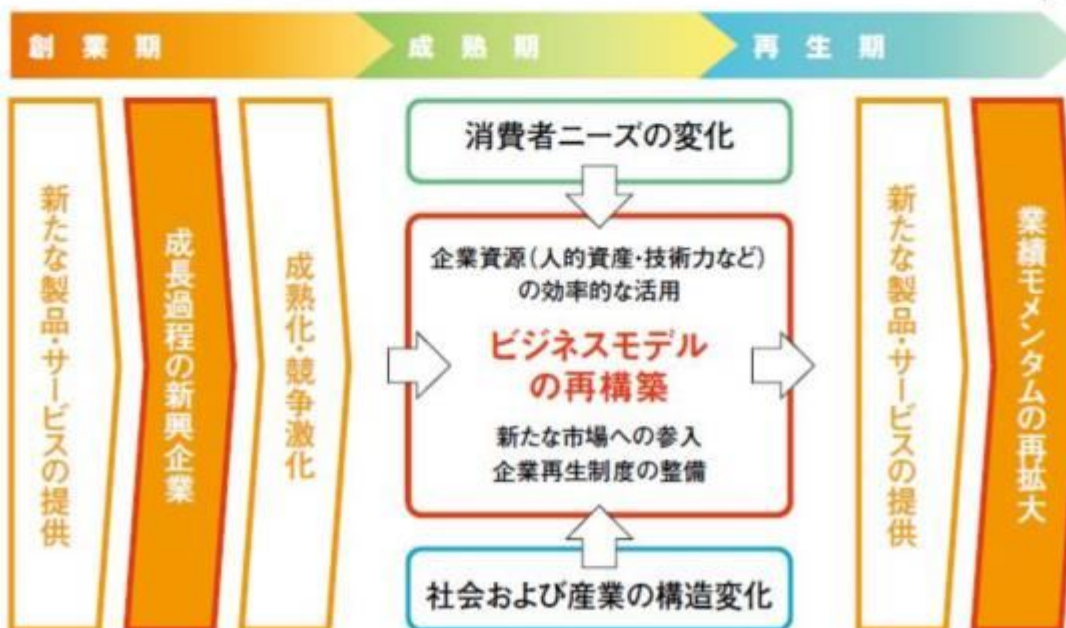 創業期
成熟期
再生期
新たな製品・サービスの提供
成長過程の新興企業
成熟化・競争激化
消費者ニーズの変化
企業資源(人的資産・技術力など)
の効率的な活用
ビジネスモデル
の再構築
新たな市場への参入
企業再生制度の整備
社会および産業の構造変化
新たな製品・サービスの提供
業績モメンタムの再拡大